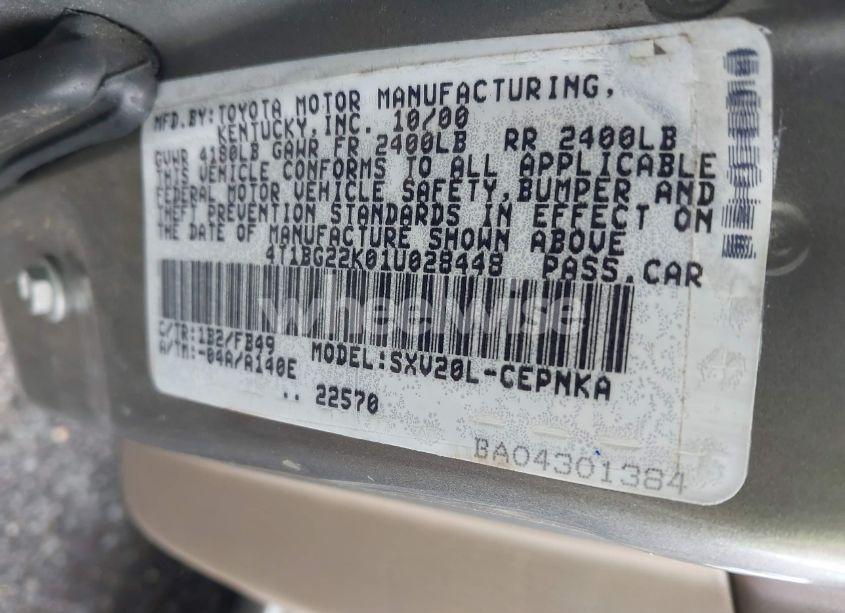 MFD.BY:TOYOTA MOTOR MANUFACTURING,
KENTUCKY,INC. 10/00
GVWR 4180LB GAWR FR 2400LB RR 2400LB
THIS VEHICLE CONFORMS TO ALL APPLICABLE
FEDERAL MOTOR VEHICLE SAFETY,BUMPER AND
THEFT PREVENTION STANDARDS IN EFFECT ON
THE DATE OF MANUFACTURE SHOWN ABOVE
4T1BG22K01U028448 PASS.CAR
wheelwise
C/TR:1B2/FB49 MODEL:SXV20L-CEPNKA
A/TM:-04A/A140E
.. 22570
BA04301384